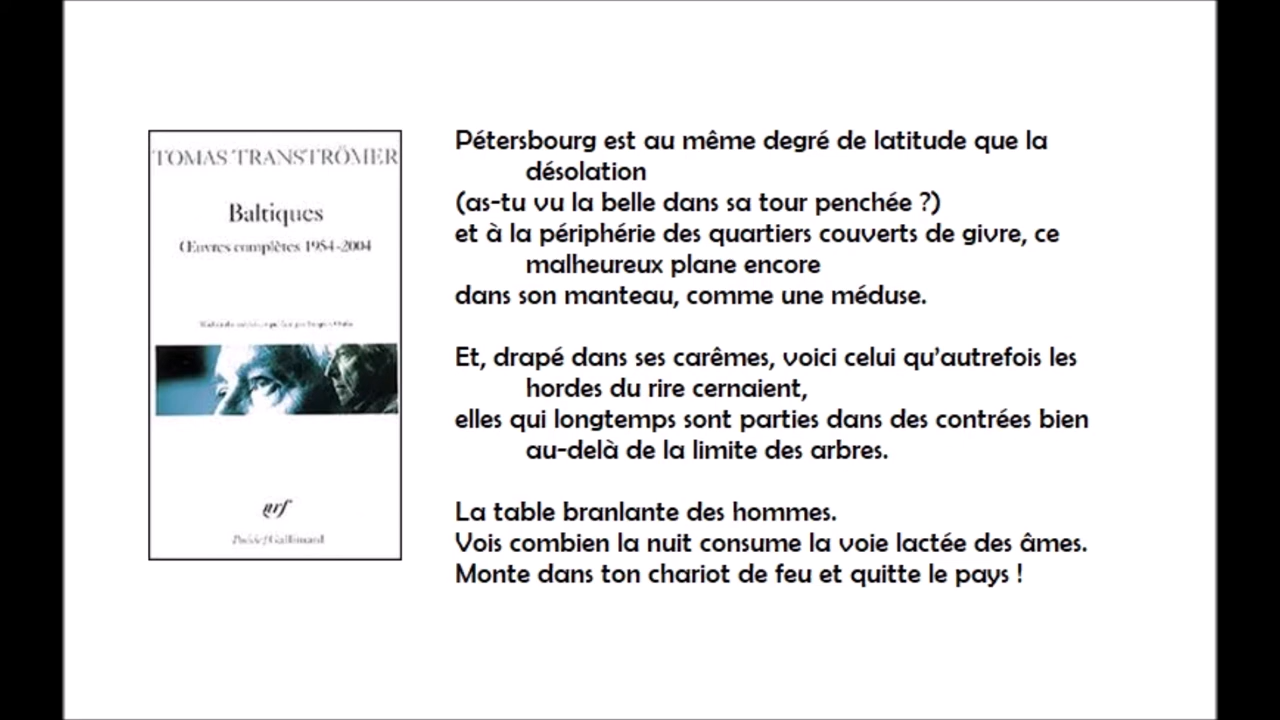 TOMAS TRANSTRÖMER
Baltiques
Œuvres complètes 1954-2004
nrf
Poésie/Gallimard
Pétersbourg est au même degré de latitude que la
désolation
(as-tu vu la belle dans sa tour penchée ?)
et à la périphérie des quartiers couverts de givre, ce
malheureux plane encore
dans son manteau, comme une méduse.
Et, drapé dans ses carêmes, voici celui qu’autrefois les
hordes du rire cernaient,
elles qui longtemps sont parties dans des contrées bien
au-delà de la limite des arbres.
La table branlante des hommes.
Vois combien la nuit consume la voie lactée des âmes.
Monte dans ton chariot de feu et quitte le pays !